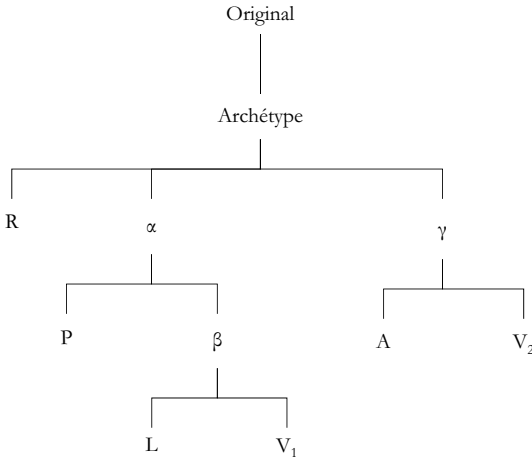 Original
Archétype
R α γ
P β A V₂
L V₁